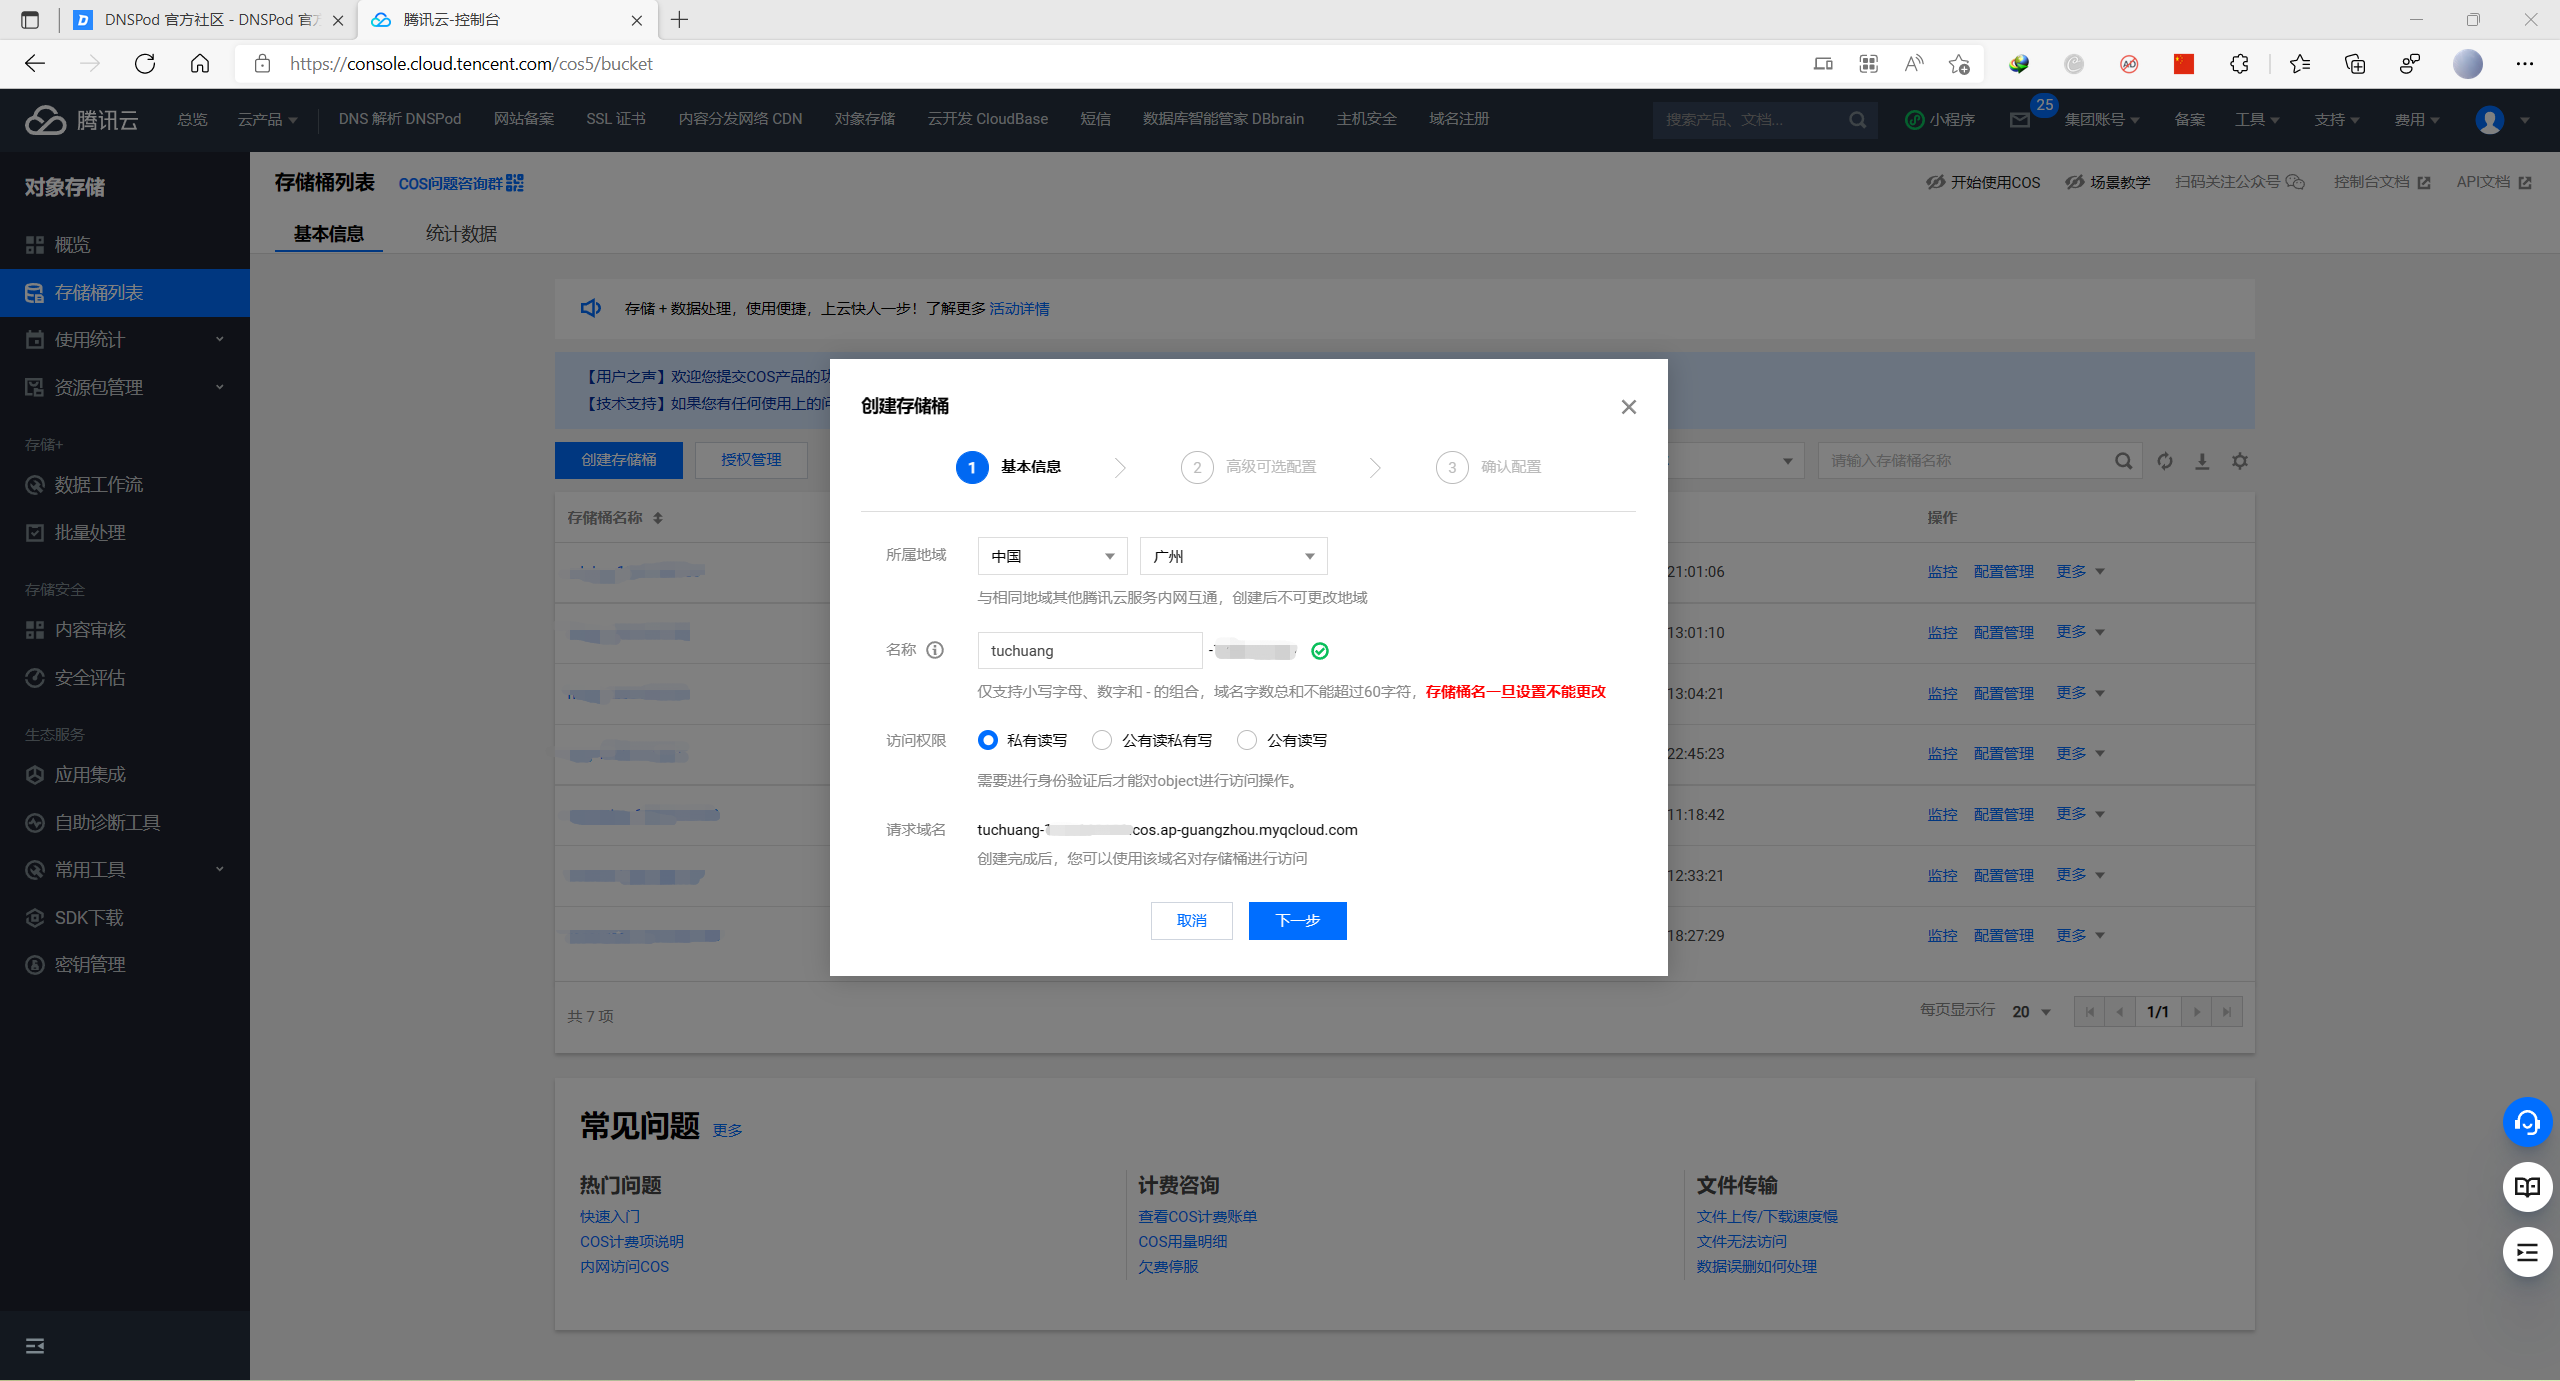 DNSPod 官方社区 - DNSPod 官方
腾讯云-控制台
https://console.cloud.tencent.com/cos5/bucket
腾讯云 总览 云产品 DNS 解析 DNSPod 网站备案 SSL 证书 内容分发网络 CDN 对象存储 云开发 CloudBase 短信 数据库智能管家 DBbrain 主机安全 域名注册 搜索产品、文档... 小程序 25 集团账号 备案 工具 支持 费用
对象存储
概览
存储桶列表
使用统计
资源包管理
存储+
数据工作流
批量处理
存储安全
内容审核
安全评估
生态服务
应用集成
自助诊断工具
常用工具
SDK下载
密钥管理
存储桶列表 COS问题咨询群 开始使用COS 场景教学 扫码关注公众号 控制台文档 API文档
基本信息 统计数据
存储 + 数据处理，使用便捷，上云快人一步！了解更多 活动详情
【用户之声】欢迎您提交COS产品的功
【技术支持】如果您有任何使用上的问
创建存储桶 授权管理 请输入存储桶名称
存储桶名称 操作
21:01:06 监控 配置管理 更多
13:01:10 监控 配置管理 更多
13:04:21 监控 配置管理 更多
22:45:23 监控 配置管理 更多
11:18:42 监控 配置管理 更多
12:33:21 监控 配置管理 更多
18:27:29 监控 配置管理 更多
共 7 项 每页显示行 20 1/1
创建存储桶
1 基本信息 2 高级可选配置 3 确认配置
所属地域 中国 广州
与相同地域其他腾讯云服务内网互通，创建后不可更改地域
名称 tuchuang -
仅支持小写字母、数字和 - 的组合，域名字数总和不能超过60字符，存储桶名一旦设置不能更改
访问权限 私有读写 公有读私有写 公有读写
需要进行身份验证后才能对object进行访问操作。
请求域名 tuchuang- cos.ap-guangzhou.myqcloud.com
创建完成后，您可以使用该域名对存储桶进行访问
取消 下一步
常见问题 更多
热门问题
快速入门
COS计费项说明
内网访问COS
计费咨询
查看COS计费账单
COS用量明细
欠费停服
文件传输
文件上传/下载速度慢
文件无法访问
数据误删如何处理